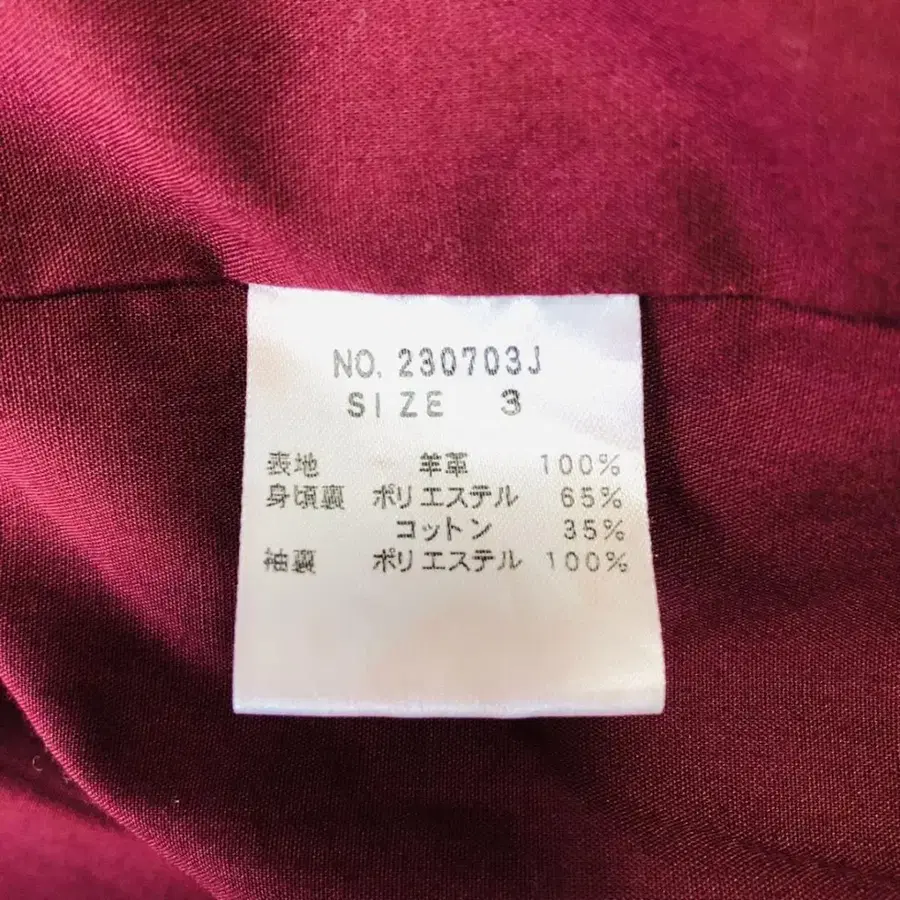 NO. 230703J
SIZE 3
表地 羊革 100%
身頃裏 ポリエステル 65%
コットン 35%
袖裏 ポリエステル 100%